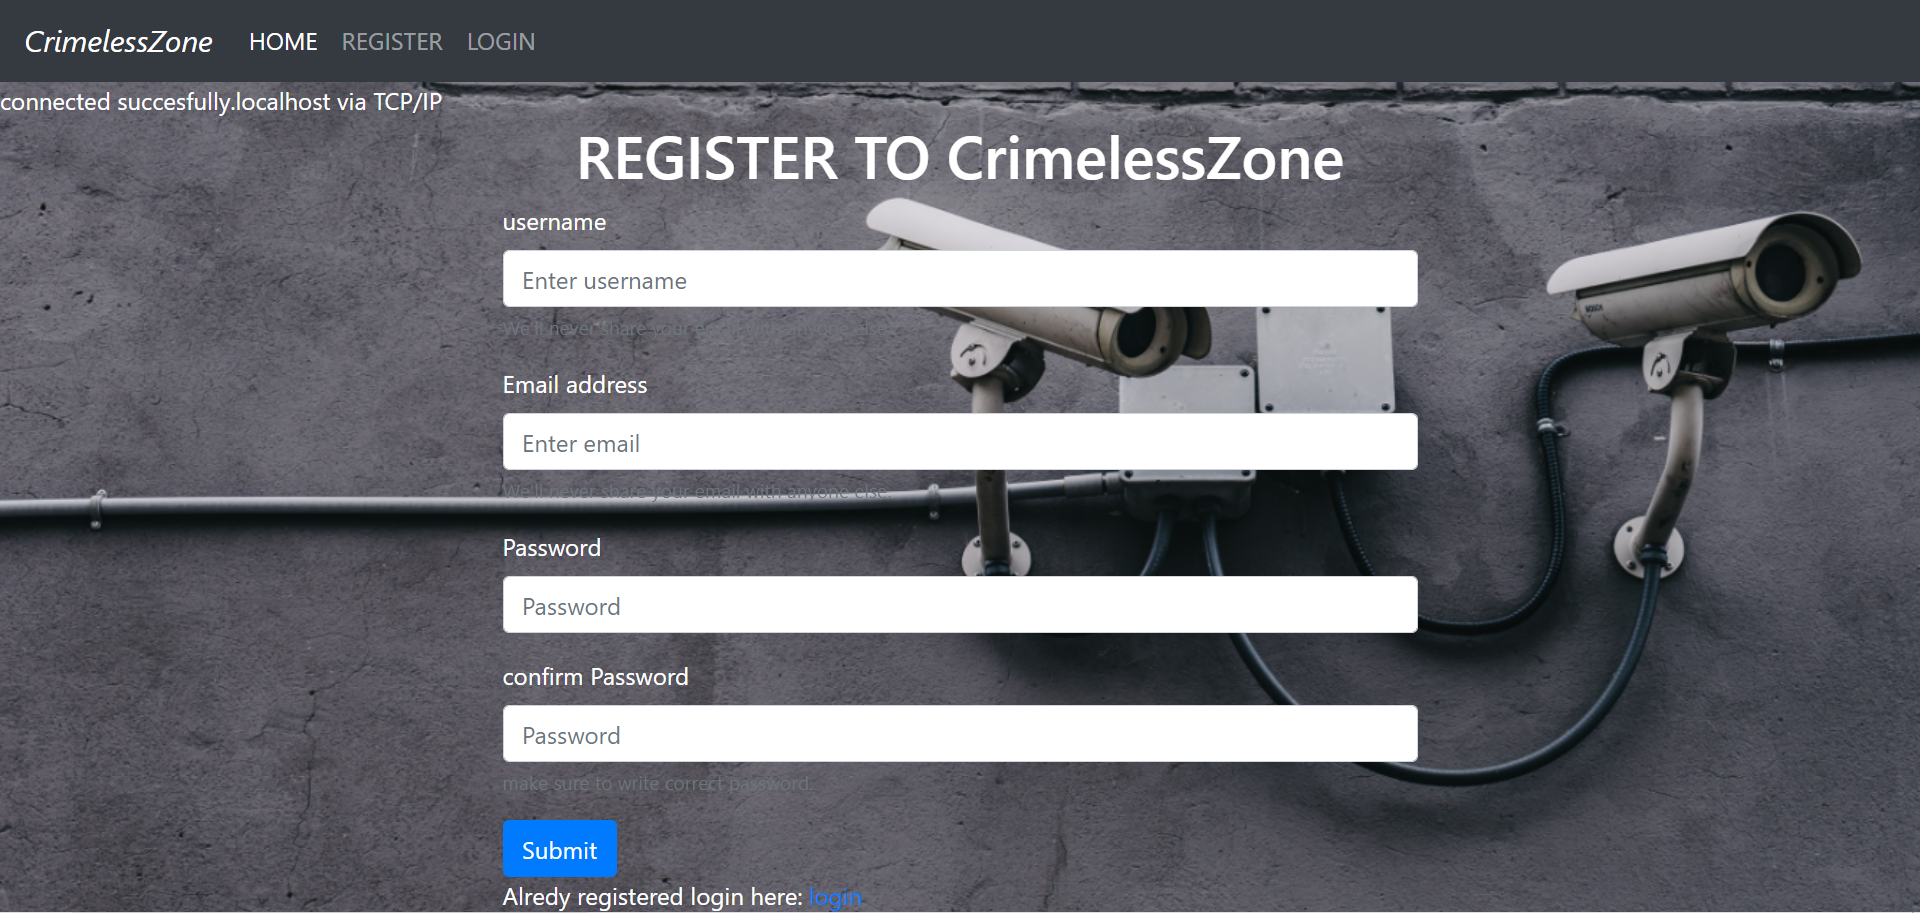 CrimelessZone HOME REGISTER LOGIN
connected succesfully.localhost via TCP/IP
REGISTER TO CrimelessZone
username
Enter username
We'll never share your email with anyone else.
Email address
Enter email
We'll never share your email with anyone else.
Password
Password
confirm Password
Password
make sure to write correct password.
Submit
Alredy registered login here: login
BOSCH